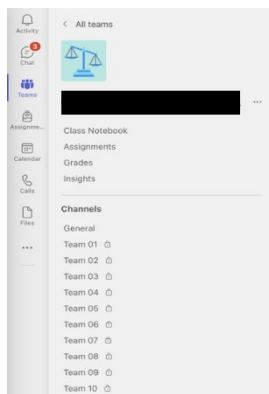 Activity
3
Chat
Teams
Assignme...
Calendar
Calls
Files
...
< All teams
...
Class Notebook
Assignments
Grades
Insights
Channels
General
Team 01
Team 02
Team 03
Team 04
Team 05
Team 06
Team 07
Team 08
Team 09
Team 10